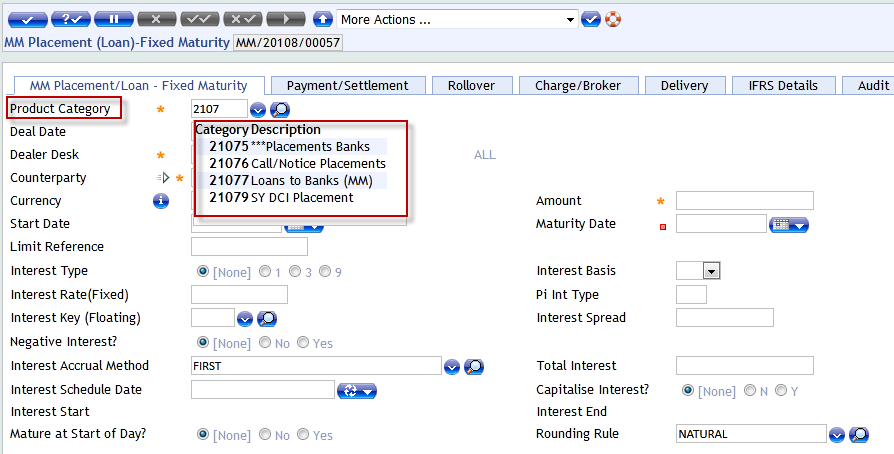 More Actions ...
MM Placement (Loan)-Fixed Maturity MM/20108/00057
MM Placement/Loan - Fixed Maturity Payment/Settlement Rollover Charge/Broker Delivery IFRS Details Audit
Product Category * 2107
Deal Date
Category Description
21075 ***Placements Banks
21076 Call/Notice Placements
21077 Loans to Banks (MM)
21079 SY DCI Placement
Dealer Desk * ALL
Counterparty *
Currency Amount *
Start Date Maturity Date
Limit Reference
Interest Type [None] 1 3 9 Interest Basis
Interest Rate(Fixed) Pi Int Type
Interest Key (Floating) Interest Spread
Negative Interest? [None] No Yes
Interest Accrual Method FIRST Total Interest
Interest Schedule Date Capitalise Interest? [None] N Y
Interest Start Interest End
Mature at Start of Day? [None] No Yes Rounding Rule NATURAL